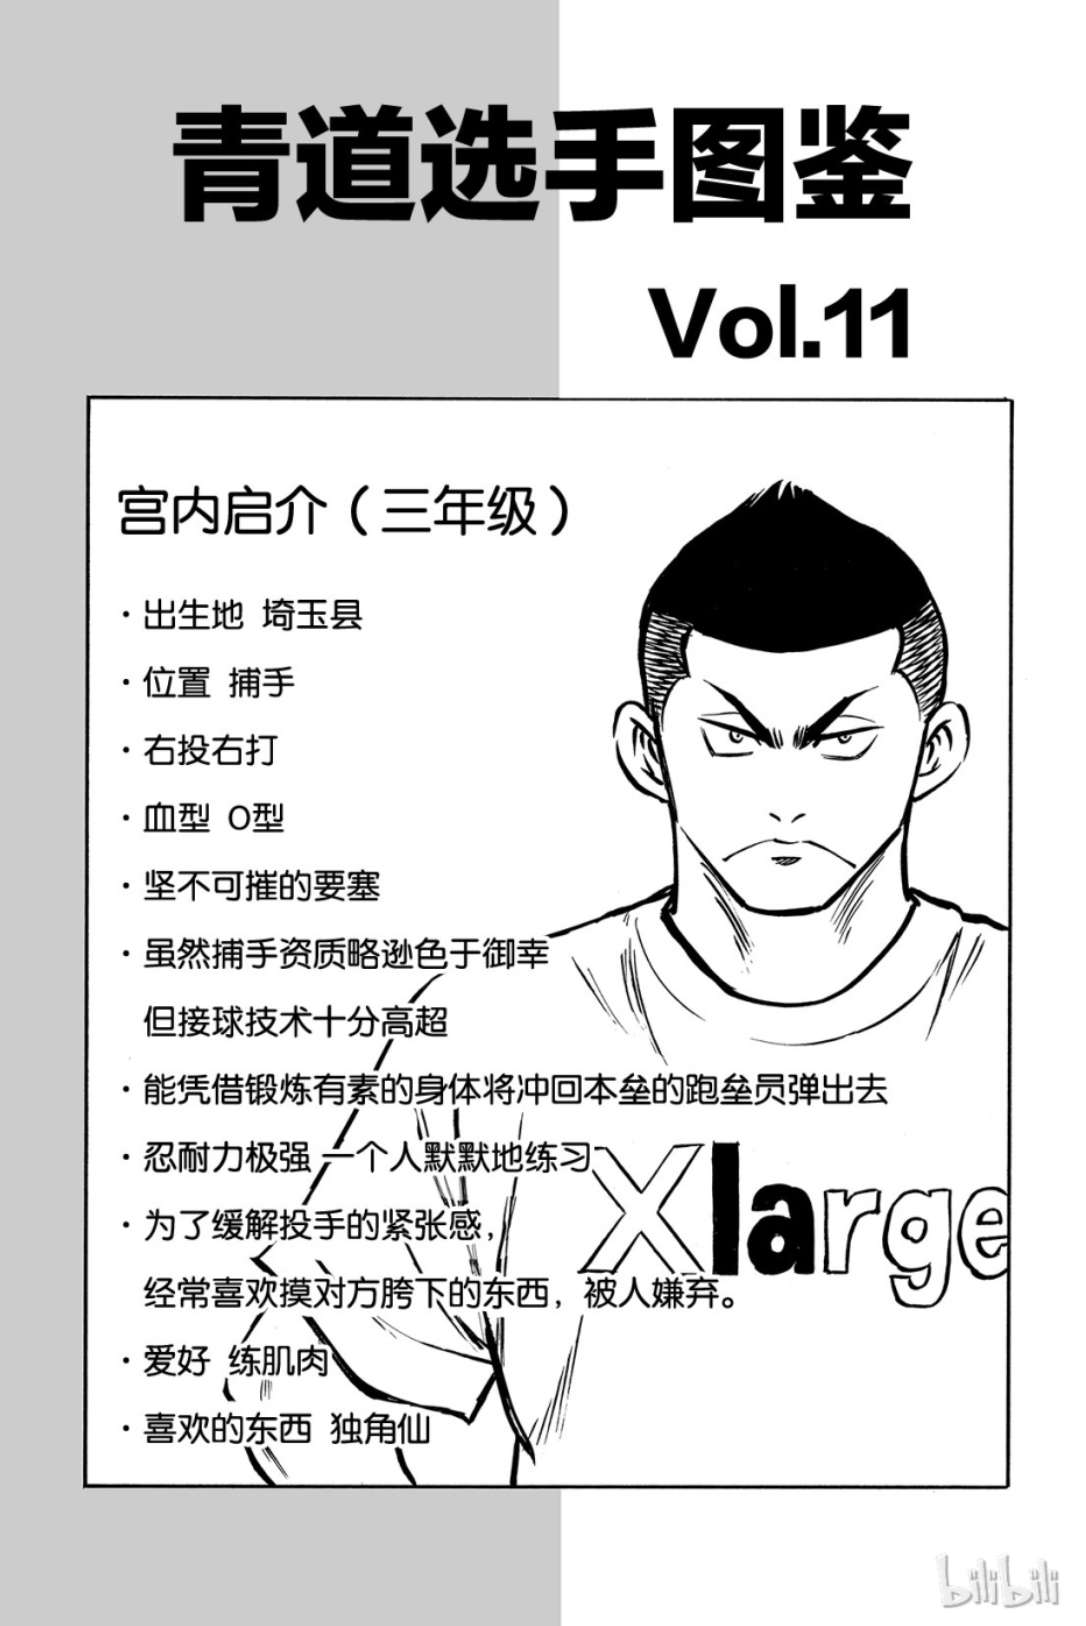 青道选手图鉴
Vol.11
宫内启介（三年级）
·出生地 埼玉县
·位置 捕手
·右投右打
·血型 O型
·坚不可摧的要塞
·虽然捕手资质略逊色于御幸
但接球技术十分高超
·能凭借锻炼有素的身体将冲回本垒的跑垒员弹出去
·忍耐力极强 一个人默默地练习
·为了缓解投手的紧张感，
经常喜欢摸对方胯下的东西，被人嫌弃。
·爱好 练肌肉
·喜欢的东西 独角仙
Xlarge
bilibili